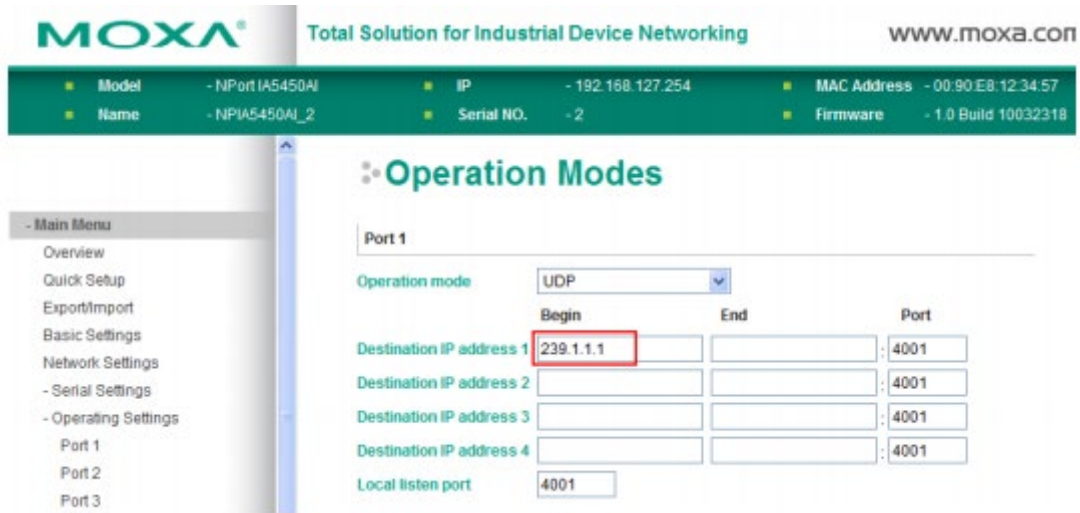 MOXA® Total Solution for Industrial Device Networking www.moxa.com
Model - NPort IA5450AI IP - 192.168.127.254 MAC Address - 00:90:E8:12:34:57
Name - NPIA5450AI_2 Serial NO. - 2 Firmware - 1.0 Build 10032318
Operation Modes
- Main Menu
Overview
Quick Setup
Export/Import
Basic Settings
Network Settings
- Serial Settings
- Operating Settings
Port 1
Port 2
Port 3
Port 1
Operation mode UDP
Begin End Port
Destination IP address 1 239.1.1.1 : 4001
Destination IP address 2 : 4001
Destination IP address 3 : 4001
Destination IP address 4 : 4001
Local listen port 4001